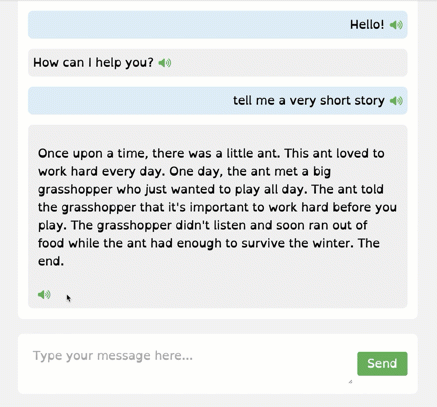 Hello!
How can I help you?
tell me a very short story
Once upon a time, there was a little ant. This ant loved to
work hard every day. One day, the ant met a big
grasshopper who just wanted to play all day. The ant told
the grasshopper that it's important to work hard before you
play. The grasshopper didn't listen and soon ran out of
food while the ant had enough to survive the winter. The
end.
Type your message here...
Send